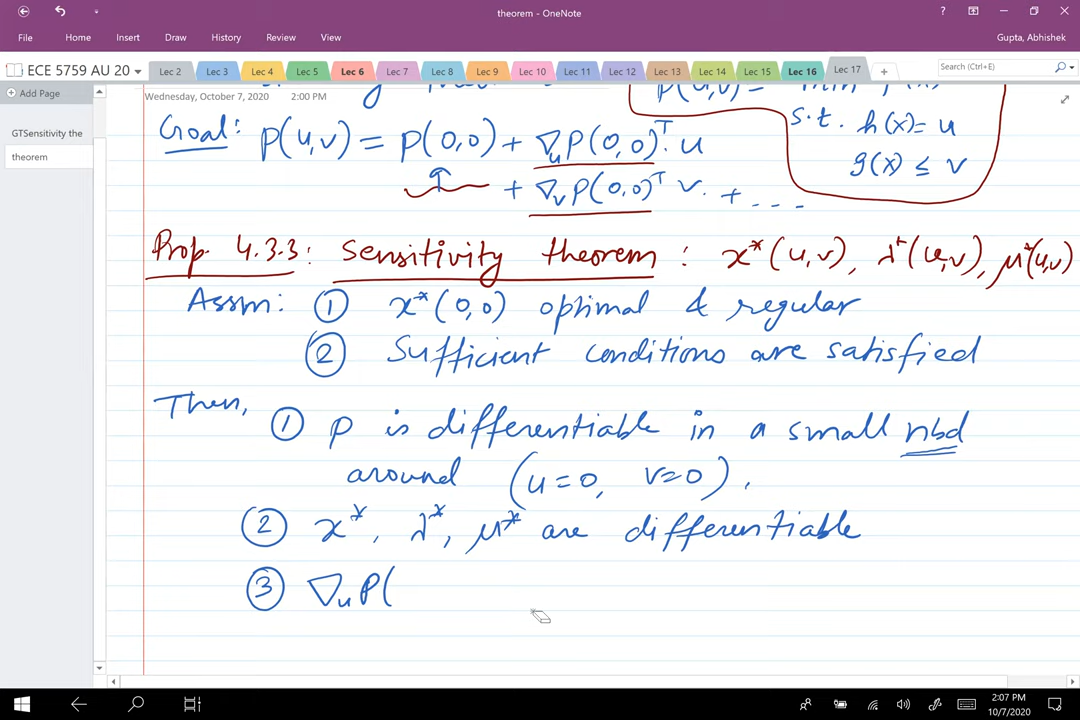 theorem - OneNote
Gupta, Abhishek
File Home Insert Draw History Review View
ECE 5759 AU 20
Lec 2 Lec 3 Lec 4 Lec 5 Lec 6 Lec 7 Lec 8 Lec 9 Lec 10 Lec 11 Lec 12 Lec 13 Lec 14 Lec 15 Lec 16 Lec 17
Search (Ctrl+E)
Add Page
GTSensitivity the
theorem
Wednesday, October 7, 2020 2:00 PM
P(u,v) = min f(x)
s.t. h(x) = u
g(x) ≤ v
Goal: P(u,v) = P(0,0) + ∇ᵤP(0,0)ᵀ. u
+ ∇ᵥP(0,0)ᵀ v. + ...
Prop. 4.3.3: Sensitivity theorem : x*(u,v), λ*(u,v), μ*(u,v)
Assm: ① x*(0,0) optimal & regular
② Sufficient conditions are satisfied
Then,
① P is differentiable in a small nbd
around (u=0, v=0).
② x*, λ*, μ* are differentiable
③ ∇ᵤP(
2:07 PM
10/7/2020